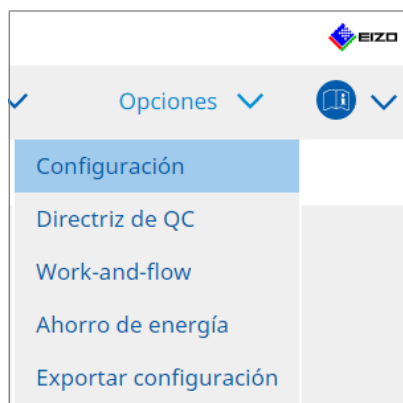 EIZO
Opciones
Configuración
Directriz de QC
Work-and-flow
Ahorro de energía
Exportar configuración